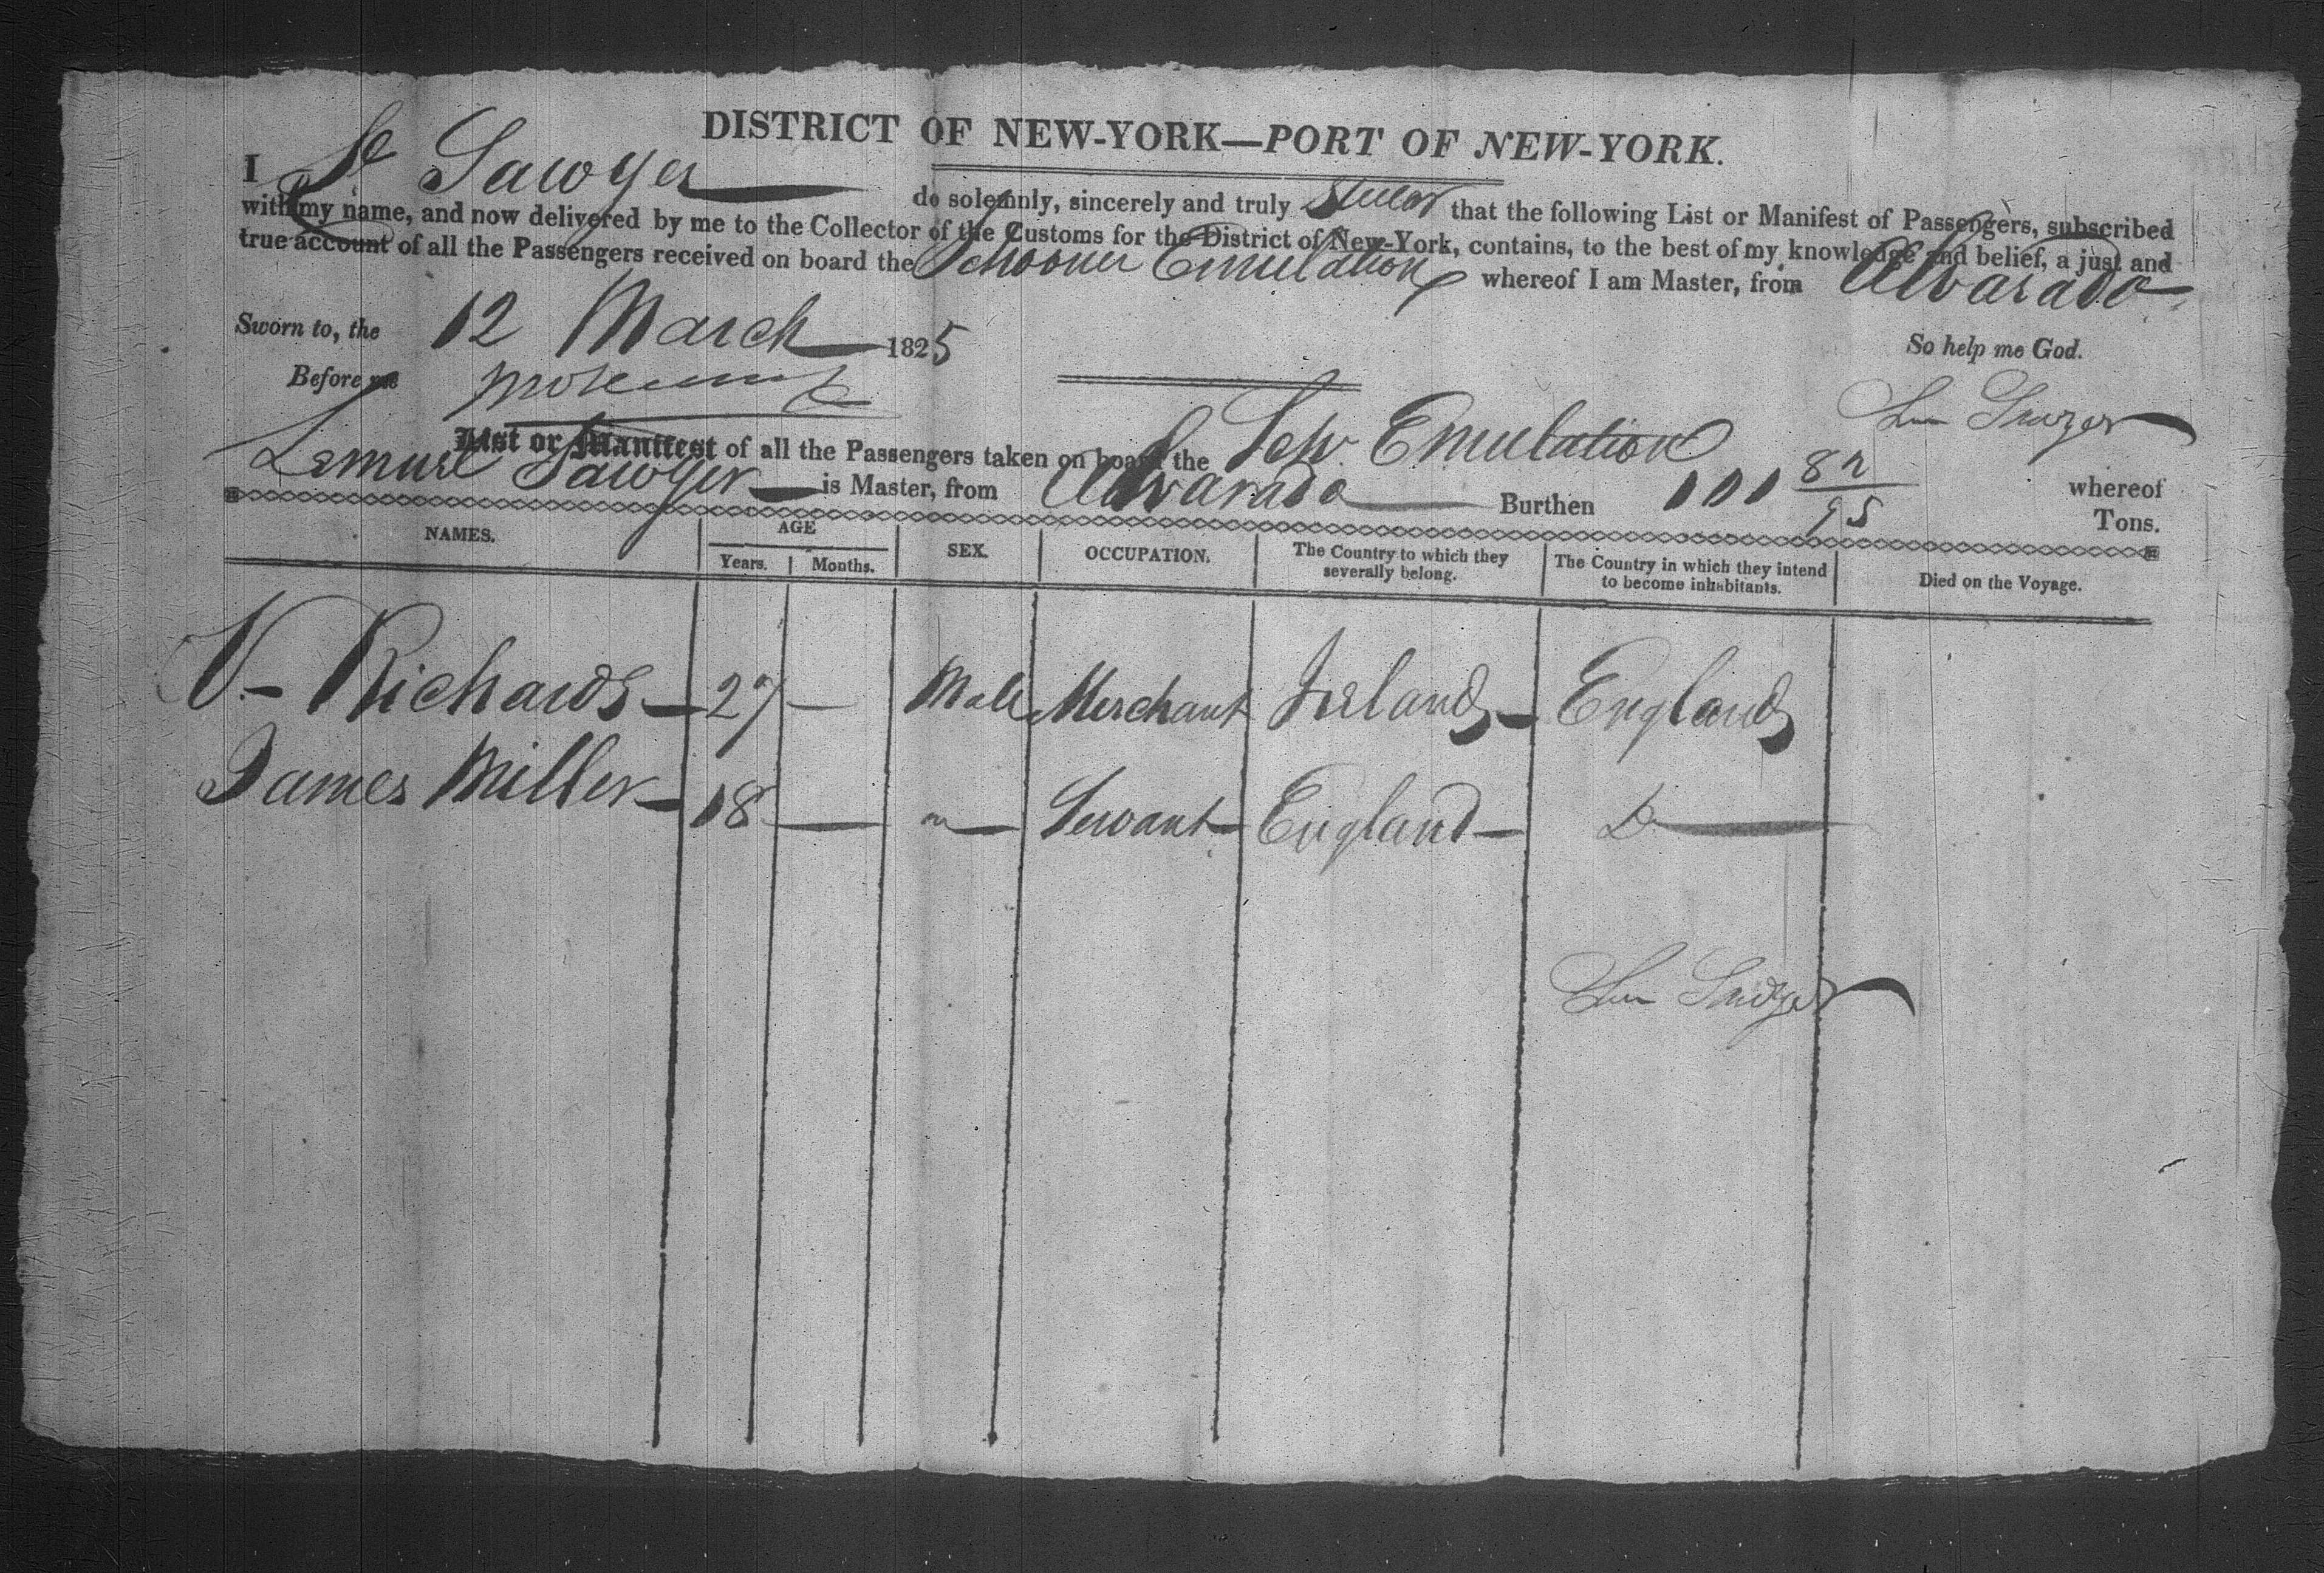 DISTRICT OF NEW-YORK—PORT OF NEW-YORK.
I Le Sawyer do solemnly, sincerely and truly swear that the following List or Manifest of Passengers, subscribed
with my name, and now delivered by me to the Collector of the Customs for the District of New-York, contains, to the best of my knowledge and belief, a just and
true account of all the Passengers received on board the Schooner Emulation whereof I am Master, from Alvarado
Sworn to, the 12 March 1825 So help me God.
Before me
Lem Sawyer
List or Manifest of all the Passengers taken on board the Schr Emulation whereof
Lemuel Sawyer is Master, from Alvarado Burthen 101 82/95 Tons.
NAMES. AGE Years. Months. SEX. OCCUPATION. The Country to which they severally belong. The Country in which they intend to become inhabitants. Died on the Voyage.
V— Richards — 27 — Male Merchant Ireland — England
James Miller — 18 — " — Servant — England — Do —
Lem Sawyer